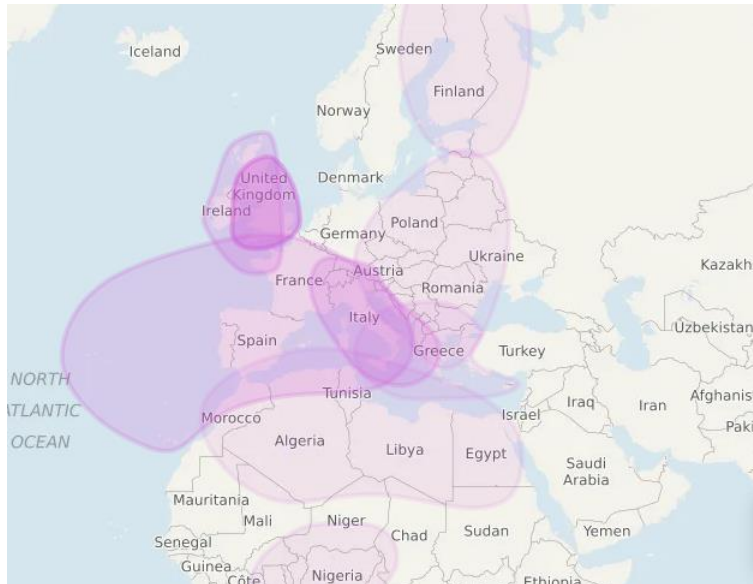 Iceland
Sweden
Finland
Norway
United
Kingdom
Denmark
Ireland
Poland
Germany
Ukraine
Austria
France
Romania
Kazakh
Italy
Uzbekistan
Spain
Greece
Turkey
NORTH
ATLANTIC
OCEAN
Tunisia
Iraq
Iran
Afghanis
Morocco
Israel
Algeria
Libya
Egypt
Paki
Saudi
Arabia
Mauritania
Mali
Niger
Chad
Sudan
Yemen
Senegal
Guinea
Côte
Nigeria
Ethiopia